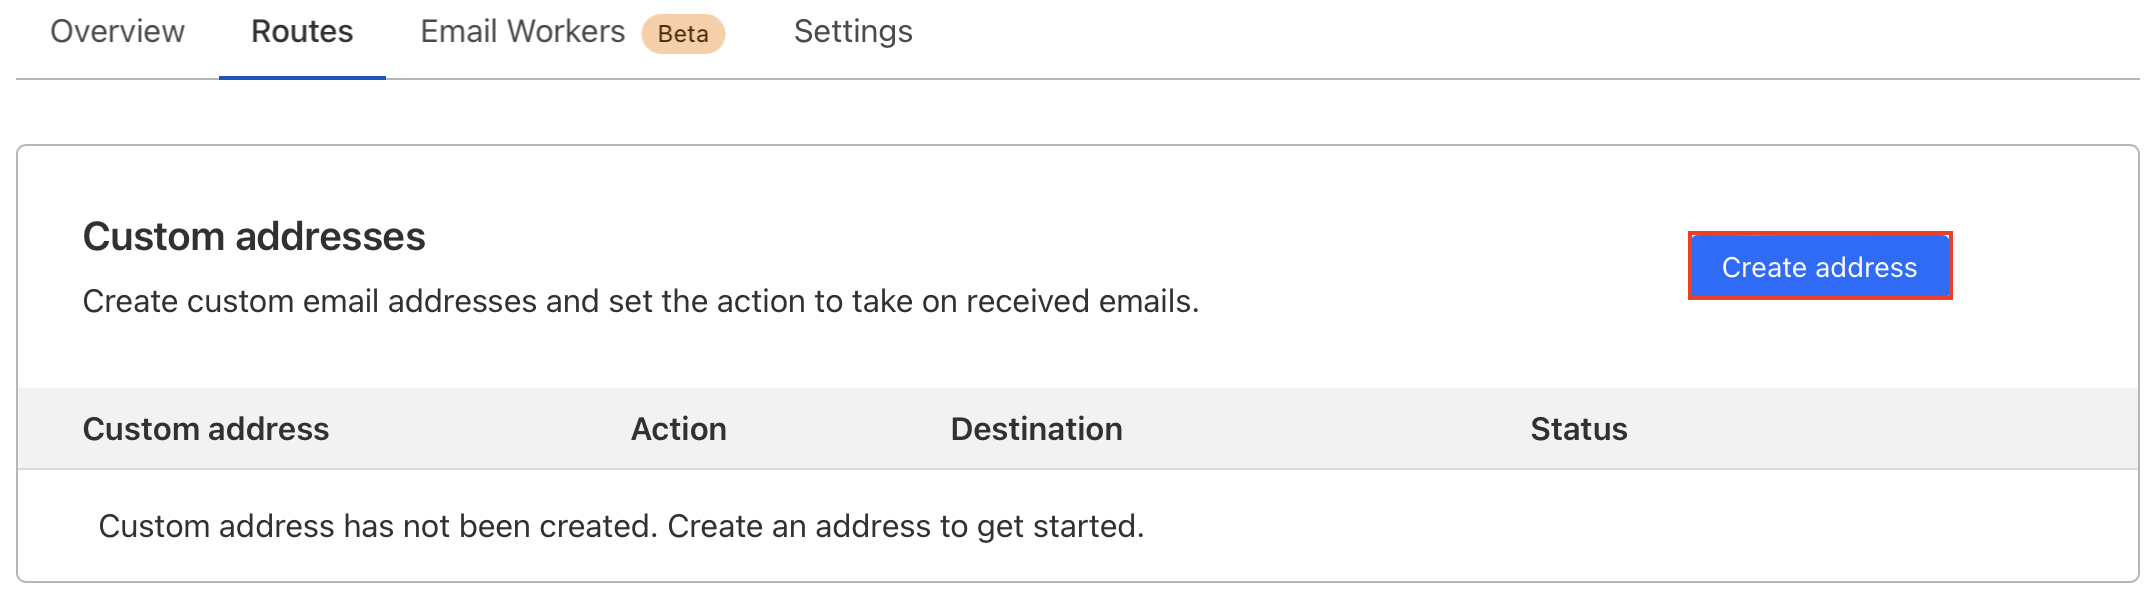 Overview Routes Email Workers Beta Settings
Custom addresses
Create address
Create custom email addresses and set the action to take on received emails.
Custom address Action Destination Status
Custom address has not been created. Create an address to get started.